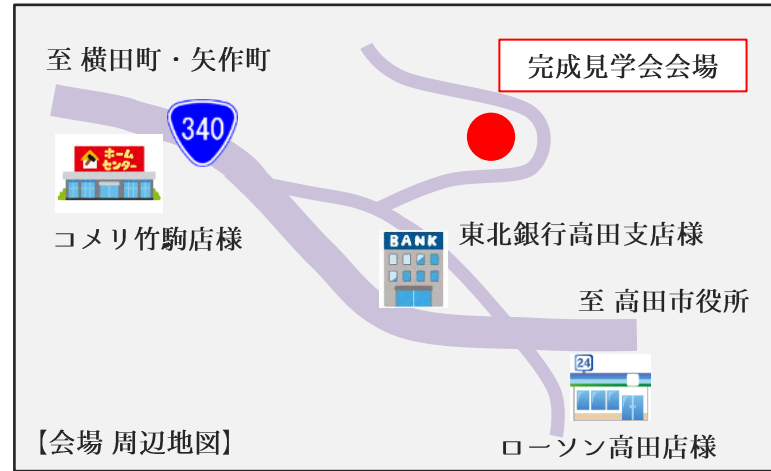 至 横田町・矢作町
完成見学会会場
340
ホーム
センター
コメリ竹駒店様
BANK
東北銀行高田支店様
至 高田市役所
24
ローソン高田店様
【会場 周辺地図】